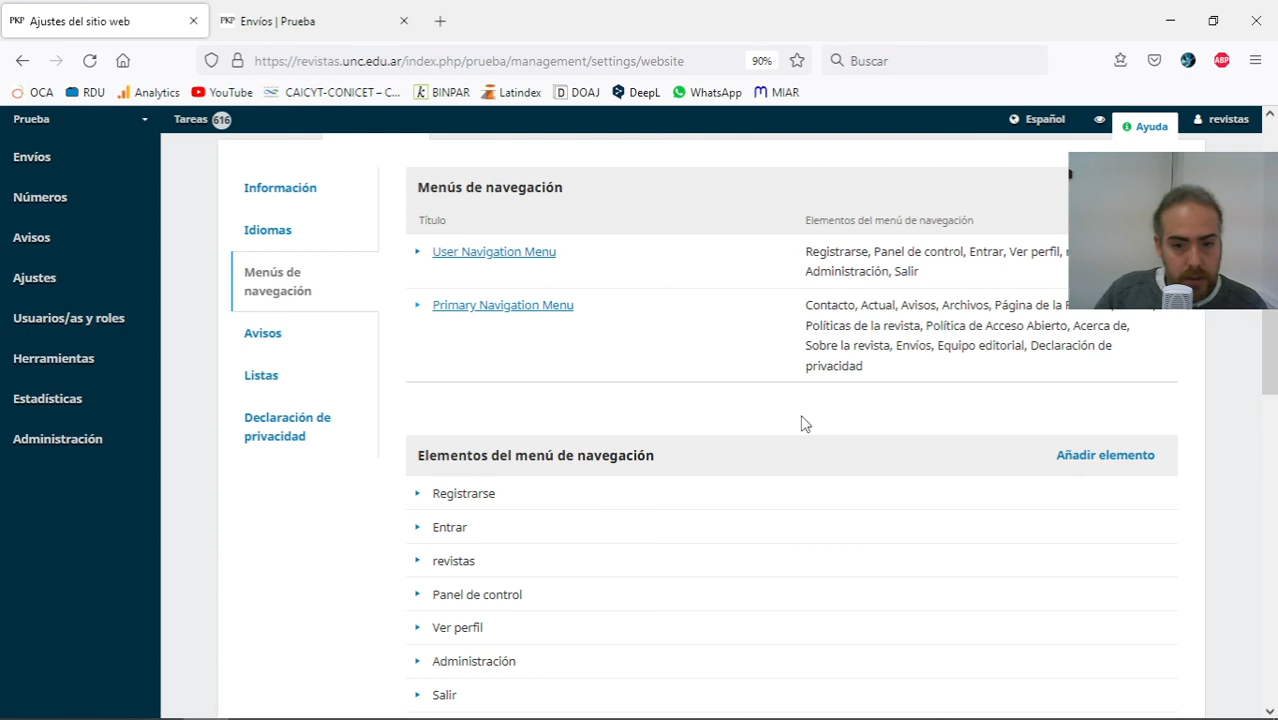 PKP Ajustes del sitio web
PKP Envíos | Prueba
https://revistas.unc.edu.ar/index.php/prueba/management/settings/website
90%
Buscar
OCA
RDU
Analytics
YouTube
CAICYT-CONICET – C...
BINPAR
Latindex
DOAJ
DeepL
WhatsApp
MIAR
ABP
Prueba
Tareas 616
Español
Ayuda
revistas
Envíos
Números
Avisos
Ajustes
Usuarios/as y roles
Herramientas
Estadísticas
Administración
Información
Idiomas
Menús de
navegación
Avisos
Listas
Declaración de
privacidad
Menús de navegación
Título
Elementos del menú de navegación
User Navigation Menu
Registrarse, Panel de control, Entrar, Ver perfil,
Administración, Salir
Primary Navigation Menu
Contacto, Actual, Avisos, Archivos, Página de la
Políticas de la revista, Política de Acceso Abierto, Acerca de,
Sobre la revista, Envíos, Equipo editorial, Declaración de
privacidad
Elementos del menú de navegación
Añadir elemento
Registrarse
Entrar
revistas
Panel de control
Ver perfil
Administración
Salir